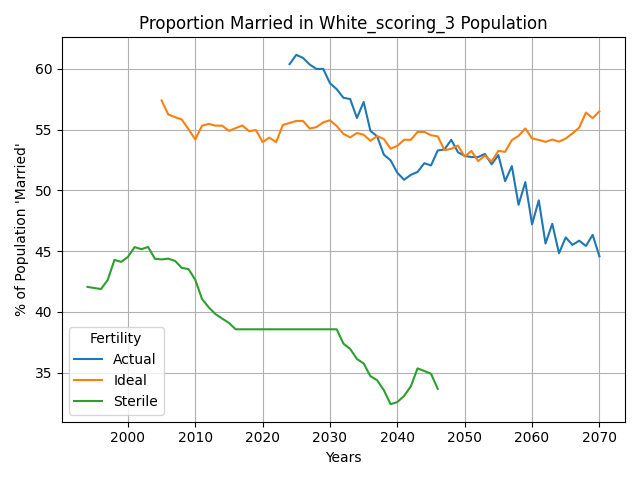 Proportion Married in White_scoring_3 Population
% of Population 'Married'
60
55
50
45
40
35
Fertility
Actual
Ideal
Sterile
2000 2010 2020 2030 2040 2050 2060 2070
Years